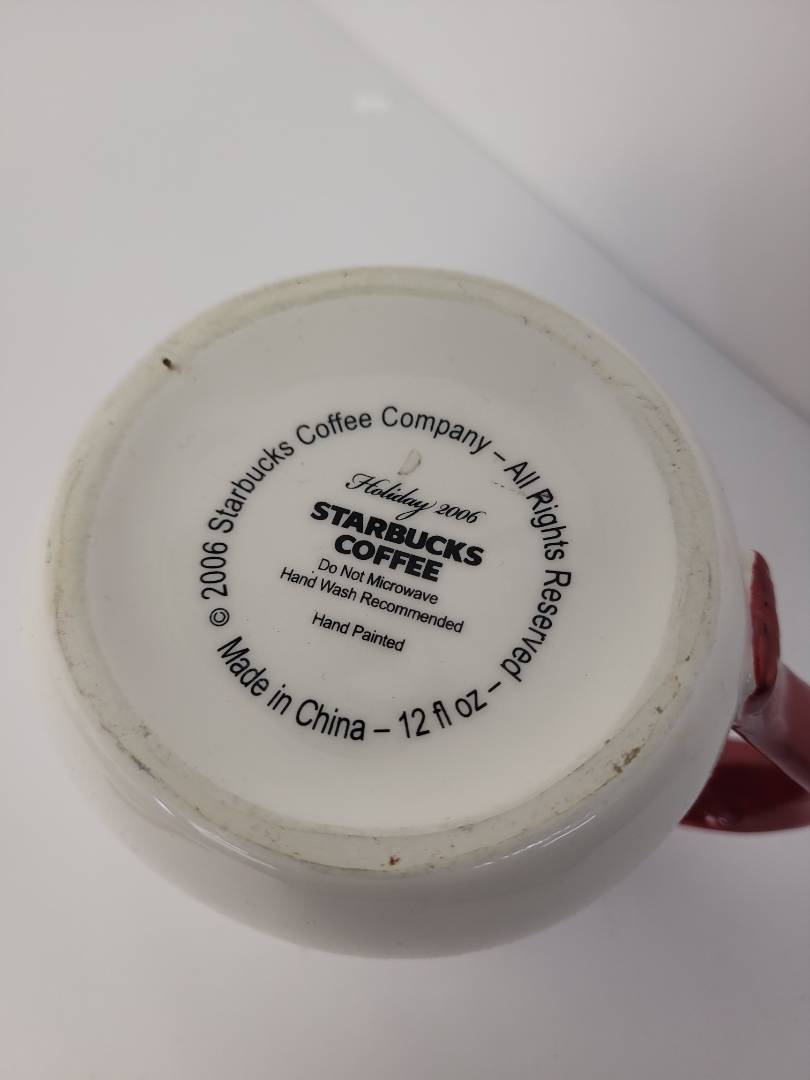 © 2006 Starbucks Coffee Company – All Rights Reserved –
Made in China – 12 fl oz –
Holiday 2006
STARBUCKS
COFFEE
Do Not Microwave
Hand Wash Recommended
Hand Painted